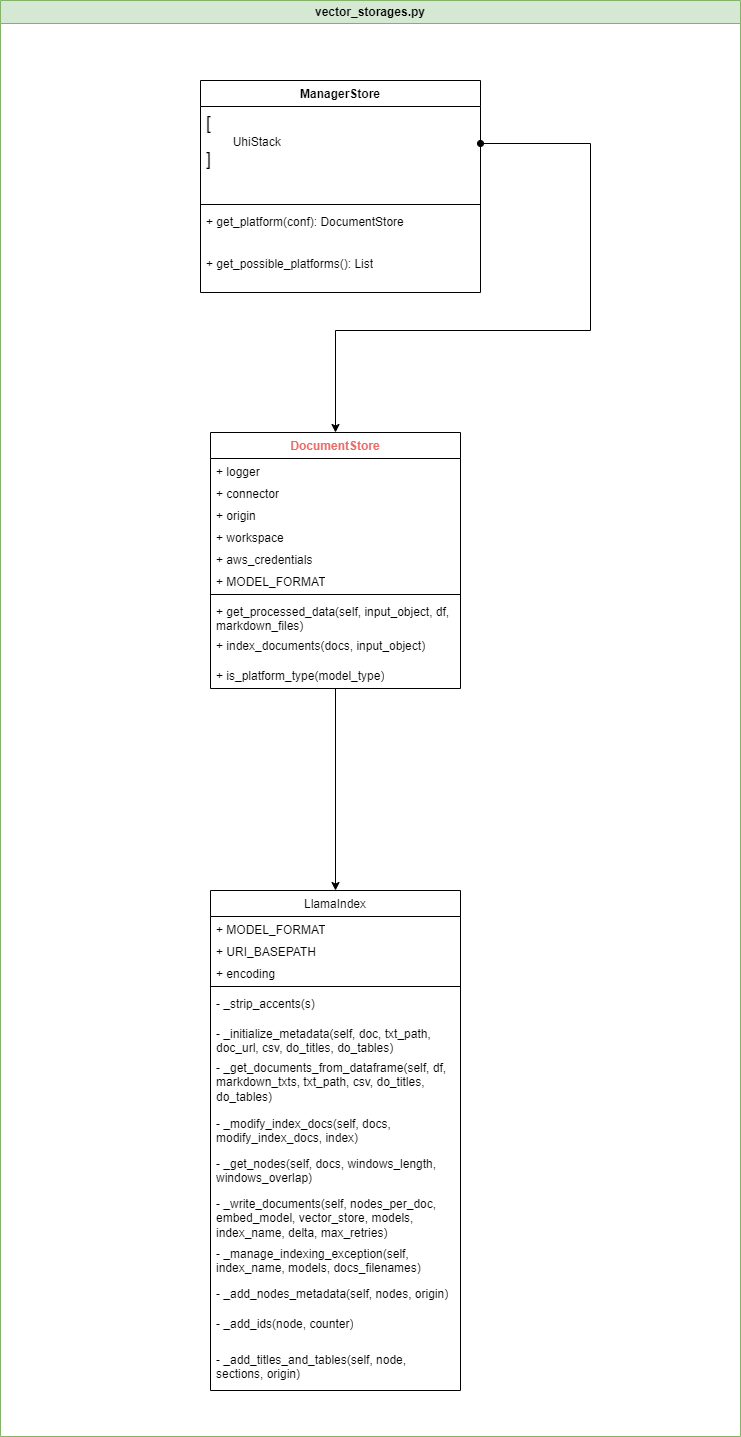 vector_storages.py
ManagerStore
[
UhiStack
]
+ get_platform(conf): DocumentStore
+ get_possible_platforms(): List
DocumentStore
+ logger
+ connector
+ origin
+ workspace
+ aws_credentials
+ MODEL_FORMAT
+ get_processed_data(self, input_object, df,
markdown_files)
+ index_documents(docs, input_object)
+ is_platform_type(model_type)
LlamaIndex
+ MODEL_FORMAT
+ URI_BASEPATH
+ encoding
- _strip_accents(s)
- _initialize_metadata(self, doc, txt_path,
doc_url, csv, do_titles, do_tables)
- _get_documents_from_dataframe(self, df,
markdown_txts, txt_path, csv, do_titles,
do_tables)
- _modify_index_docs(self, docs,
modify_index_docs, index)
- _get_nodes(self, docs, windows_length,
windows_overlap)
- _write_documents(self, nodes_per_doc,
embed_model, vector_store, models,
index_name, delta, max_retries)
- _manage_indexing_exception(self,
index_name, models, docs_filenames)
- _add_nodes_metadata(self, nodes, origin)
- _add_ids(node, counter)
- _add_titles_and_tables(self, node,
sections, origin)